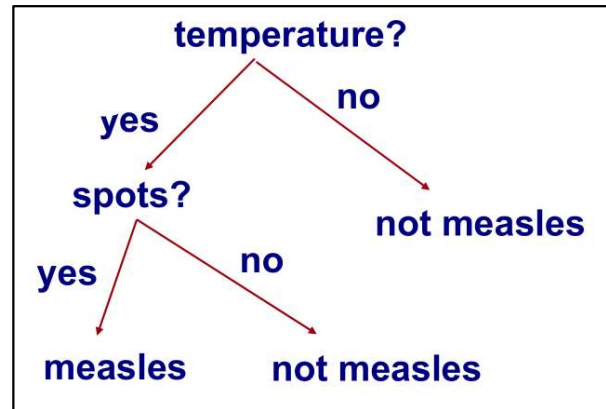 temperature?
yes
no
spots?
not measles
yes
no
measles
not measles